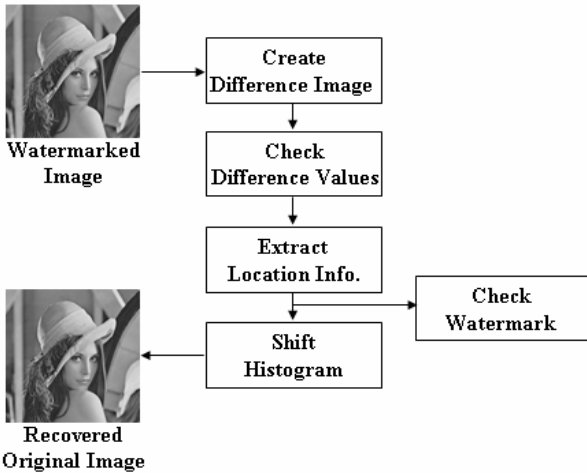 Create
Difference Image
Watermarked
Image
Check
Difference Values
Extract
Location Info.
Check
Watermark
Shift
Histogram
Recovered
Original Image